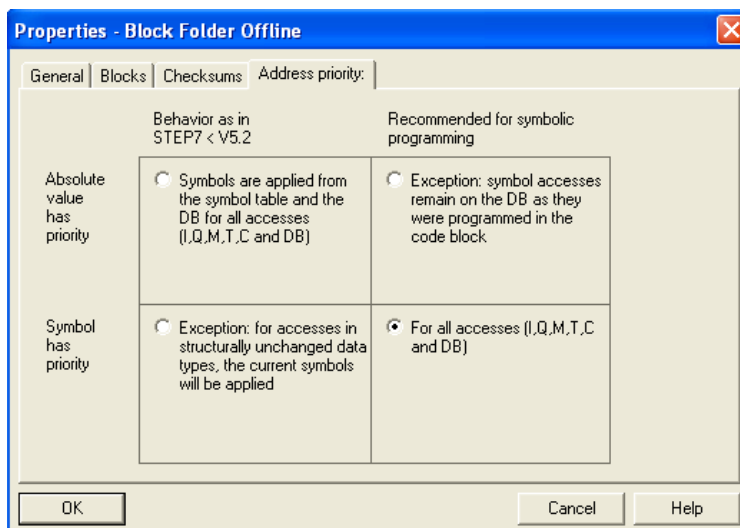 Properties - Block Folder Offline
General
Blocks
Checksums
Address priority:
Behavior as in
STEP7 < V5.2
Recommended for symbolic
programming
Absolute
value
has
priority
Symbols are applied from
the symbol table and the
DB for all accesses
(I,Q,M,T,C and DB)
Exception: symbol accesses
remain on the DB as they
were programmed in the
code block
Symbol
has
priority
Exception: for accesses in
structurally unchanged data
types, the current symbols
will be applied
For all accesses (I,Q,M,T,C
and DB)
OK
Cancel
Help